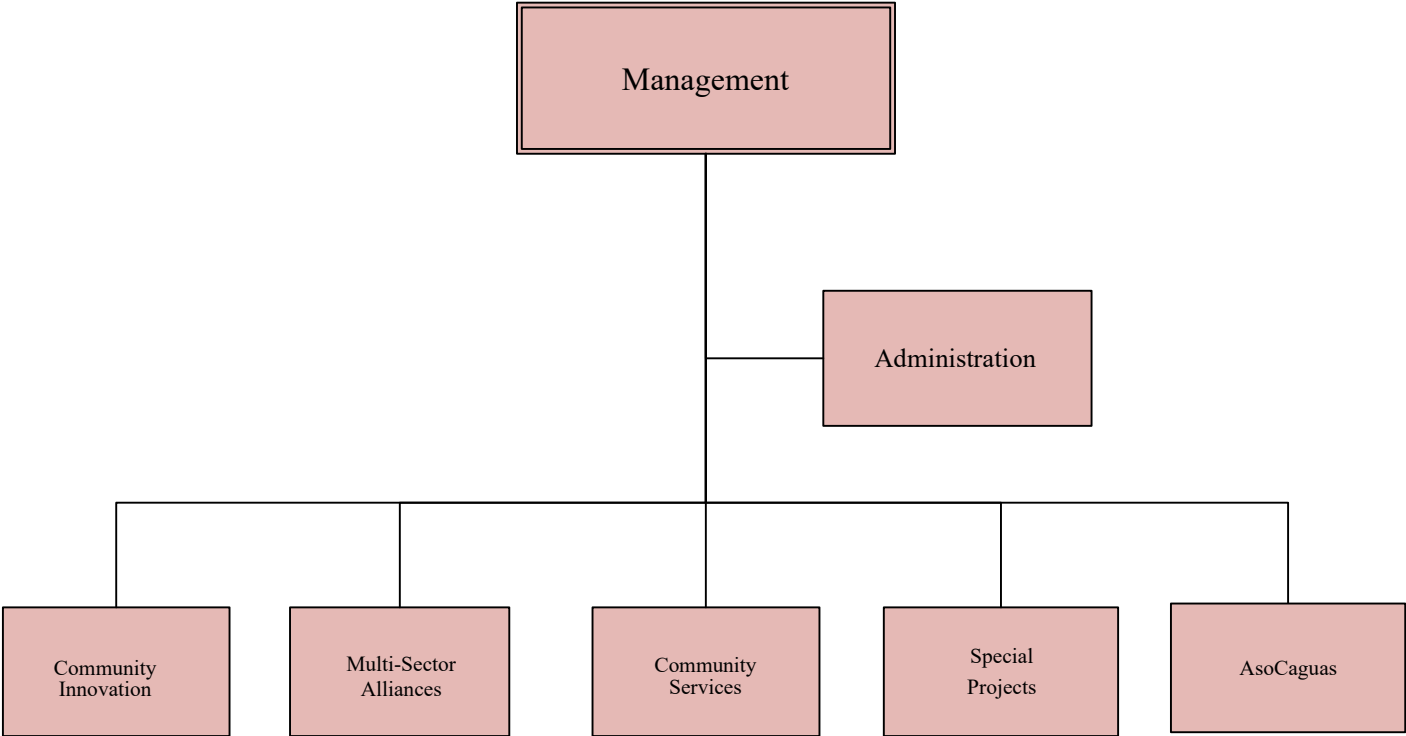 Management
Administration
Community
Innovation
Multi-Sector
Alliances
Community
Services
Special
Projects
AsoCaguas